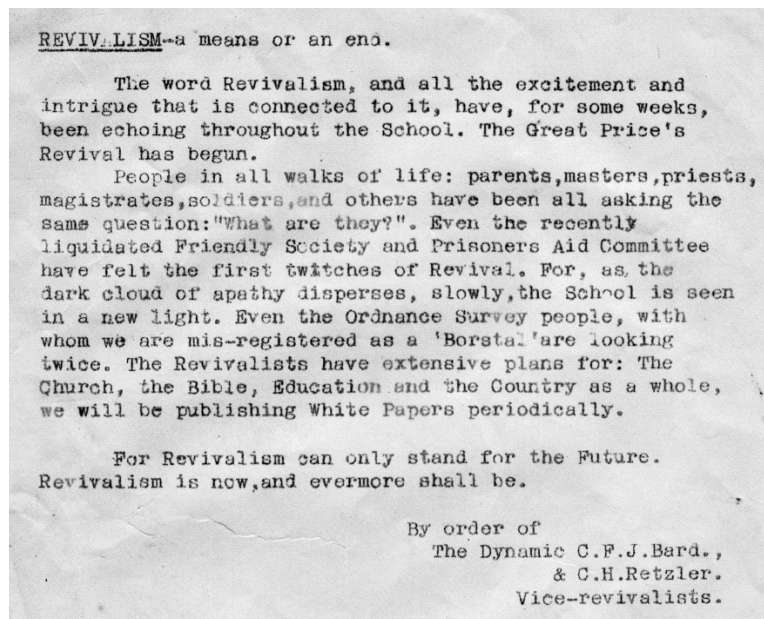 REVIVALISM-a means or an end.
The word Revivalism, and all the excitement and
intrigue that is connected to it, have, for some weeks,
been echoing throughout the School. The Great Price's
Revival has begun.
People in all walks of life: parents,masters,priests,
magistrates,soldiers,and others have been all asking the
same question:"What are they?". Even the recently
liquidated Friendly Society and Prisoners Aid Committee
have felt the first twitches of Revival. For, as, the
dark cloud of apathy disperses, slowly,the School is seen
in a new light. Even the Ordnance Survey people, with
whom we are mis-registered as a 'Borstal'are looking
twice. The Revivalists have extensive plans for: The
Church, the Bible, Education and the Country as a whole,
we will be publishing White Papers periodically.
For Revivalism can only stand for the Future.
Revivalism is now,and evermore shall be.
By order of
The Dynamic C.F.J.Bard.,
& C.H.Retzler.
Vice-revivalists.